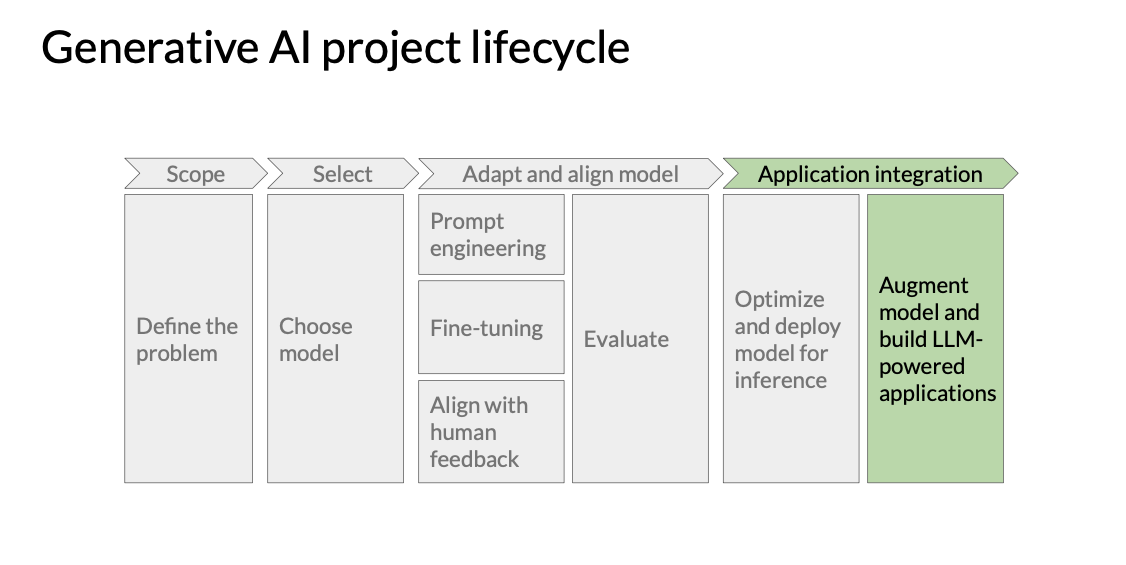 Generative AI project lifecycle
Scope
Select
Adapt and align model
Application integration
Define the
problem
Choose
model
Prompt
engineering
Fine-tuning
Align with
human
feedback
Evaluate
Optimize
and deploy
model for
inference
Augment
model and
build LLM-
powered
applications